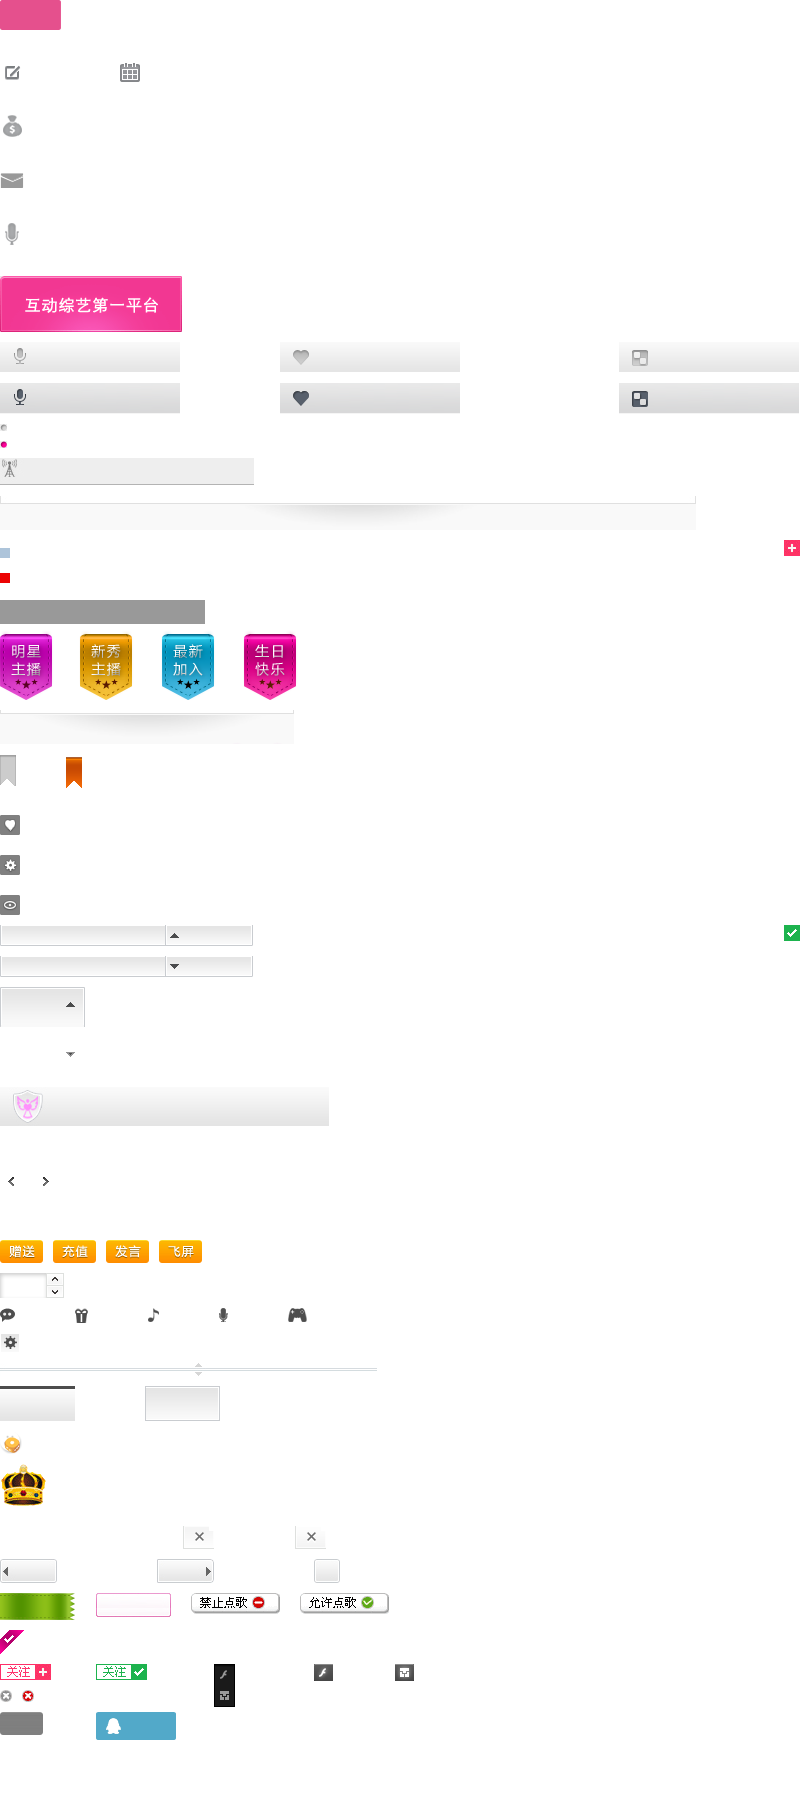 互动综艺第一平台
明星
主播
新秀
主播
最新
加入
生日
快乐
赠送
充值
发言
飞屏
禁止点歌
允许点歌
关注
关注